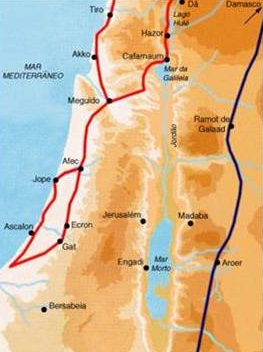 Tiro
Dã
Damasco
Lago
Hule
Hazor
Akko
Cafarnaum
MAR
MEDITERRÂNEO
Mar da
Galileia
Meguido
Jordão
Ramot de
Galaad
Afec
Jope
Jerusalém
Madaba
Ascalon
Ecron
Gat
Engadi
Mar
Morto
Aroer
Bersabeia